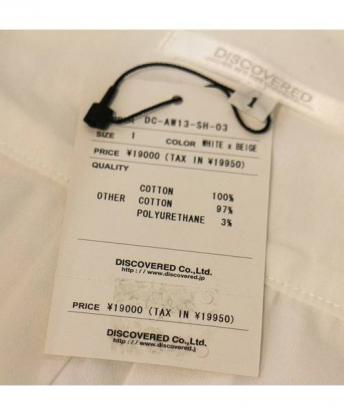 DISCOVERED
1
DC-AW13-SH-03
SIZE 1 COLOR WHITE x BEIGE
PRICE ¥19000 (TAX IN ¥19950)
QUALITY
COTTON 100%
OTHER COTTON 97%
POLYURETHANE 3%
DISCOVERED Co.,Ltd.
http://www.discovered.jp
PRICE ¥19000 (TAX IN ¥19950)
DISCOVERED Co.,Ltd.
http://www.discovered.jp